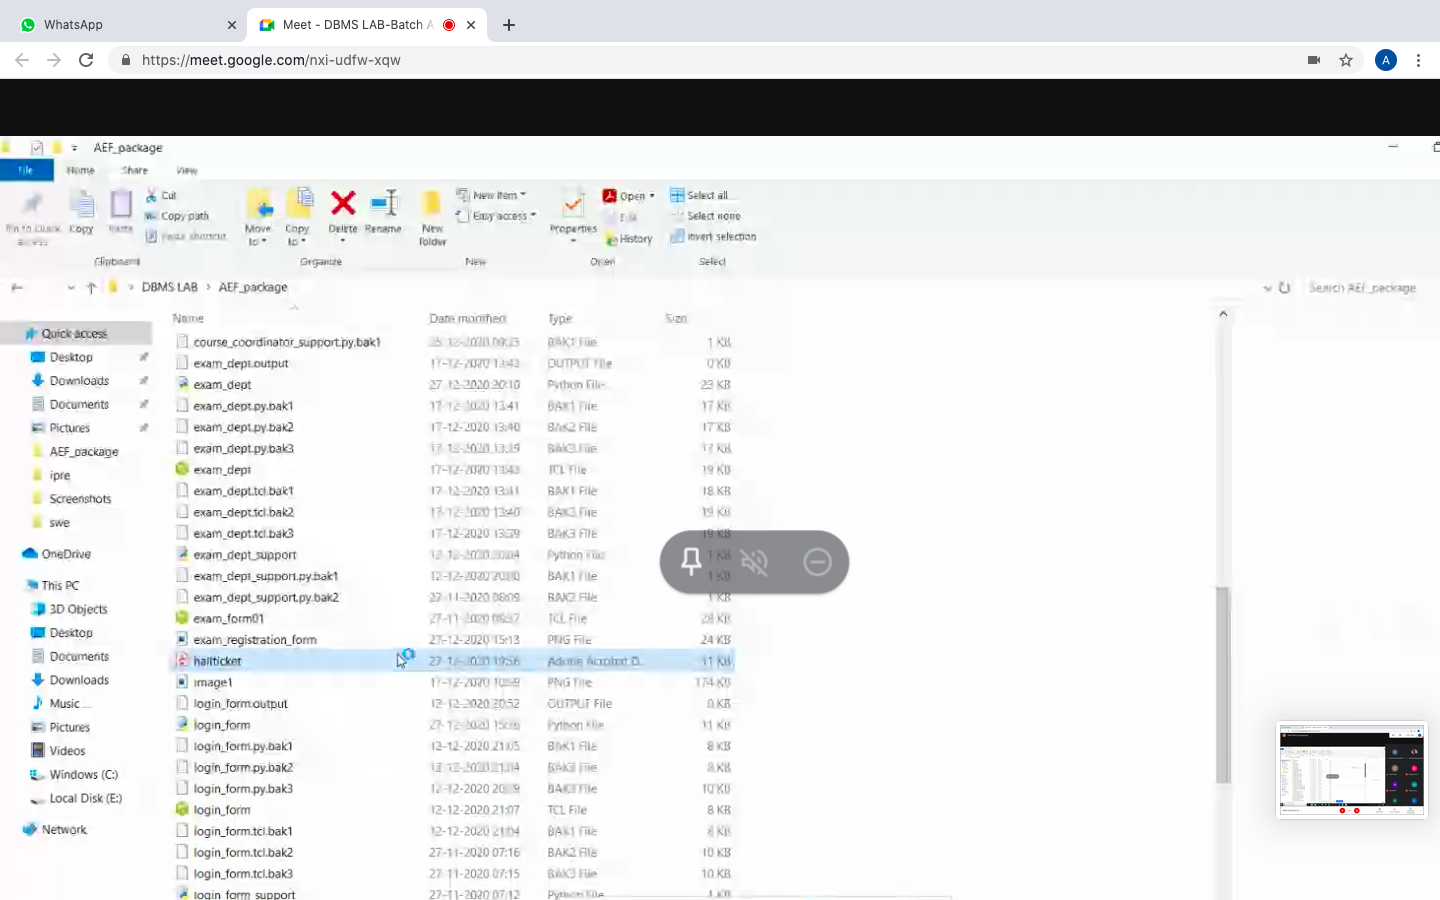 WhatsApp
Meet - DBMS LAB-Batch A
https://meet.google.com/nxi-udfw-xqw
A
AEF_package
File Home Share View
Cut
Copy path
Paste shortcut
Pin to Quick access
Copy
Paste
Move to
Copy to
Delete
Rename
New folder
New item
Easy access
Properties
Open
Edit
History
Select all
Select none
Invert selection
Clipboard Organize New Open Select
DBMS LAB > AEF_package
Search AEF_package
Name Date modified Type Size
Quick access
Desktop
Downloads
Documents
Pictures
AEF_package
ipre
Screenshots
swe
OneDrive
This PC
3D Objects
Desktop
Documents
Downloads
Music
Pictures
Videos
Windows (C:)
Local Disk (E:)
Network
course_coordinator_support.py.bak1 BAK1 File 1 KB
exam_dept.output 17-12-2020 13:43 OUTPUT File 0 KB
exam_dept 27-12-2020 20:10 Python File 23 KB
exam_dept.py.bak1 17-12-2020 13:41 BAK1 File 17 KB
exam_dept.py.bak2 17-12-2020 13:40 BAK2 File 17 KB
exam_dept.py.bak3 17-12-2020 13:39 BAK3 File 17 KB
exam_dept 17-12-2020 13:43 TCL File 19 KB
exam_dept.tcl.bak1 17-12-2020 13:41 BAK1 File 18 KB
exam_dept.tcl.bak2 17-12-2020 13:40 BAK2 File 19 KB
exam_dept.tcl.bak3 17-12-2020 13:39 BAK3 File 19 KB
exam_dept_support Python File 1 KB
exam_dept_support.py.bak1 BAK1 File 1 KB
exam_dept_support.py.bak2 27-11-2020 08:09 BAK2 File 1 KB
exam_form01 27-11-2020 TCL File 28 KB
exam_registration_form 27-12-2020 15:13 PNG File 24 KB
hallticket 27-12-2020 19:56 Adobe Acrobat D... 11 KB
image1 17-12-2020 10:59 PNG File 174 KB
login_form.output 12-12-2020 20:52 OUTPUT File 0 KB
login_form 27-12-2020 Python File 11 KB
login_form.py.bak1 12-12-2020 21:05 BAK1 File 8 KB
login_form.py.bak2 12-12-2020 21:04 BAK2 File 8 KB
login_form.py.bak3 12-12-2020 BAK3 File 10 KB
login_form 12-12-2020 21:07 TCL File 8 KB
login_form.tcl.bak1 12-12-2020 21:04 BAK1 File 8 KB
login_form.tcl.bak2 27-11-2020 07:16 BAK2 File 10 KB
login_form.tcl.bak3 27-11-2020 07:15 BAK3 File 10 KB
login_form_support 27-11-2020 07:12 Python File 1 KB